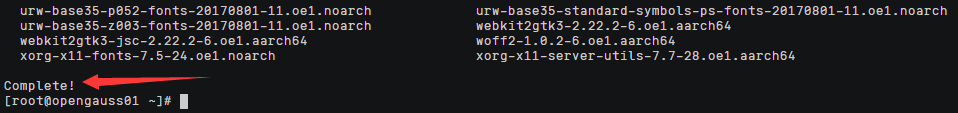 urw-base35-p052-fonts-20170801-11.oe1.noarch urw-base35-standard-symbols-ps-fonts-20170801-11.oe1.noarch
urw-base35-z003-fonts-20170801-11.oe1.noarch webkit2gtk3-2.22.2-6.oe1.aarch64
webkit2gtk3-jsc-2.22.2-6.oe1.aarch64 woff2-1.0.2-6.oe1.aarch64
xorg-x11-fonts-7.5-24.oe1.noarch xorg-x11-server-utils-7.7-28.oe1.aarch64
Complete!
[root@opengauss01 ~]#